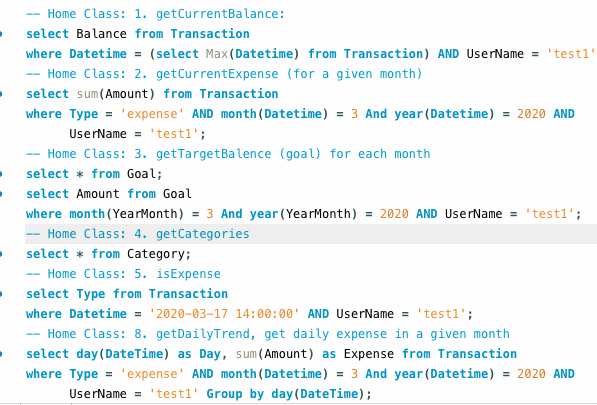 -- Home Class: 1. getCurrentBalance:
select Balance from Transaction
where Datetime = (select Max(Datetime) from Transaction) AND UserName = 'test1'
-- Home Class: 2. getCurrentExpense (for a given month)
select sum(Amount) from Transaction
where Type = 'expense' AND month(Datetime) = 3 And year(Datetime) = 2020 AND
UserName = 'test1';
-- Home Class: 3. getTargetBalence (goal) for each month
select * from Goal;
select Amount from Goal
where month(YearMonth) = 3 And year(YearMonth) = 2020 AND UserName = 'test1';
-- Home Class: 4. getCategories
select * from Category;
-- Home Class: 5. isExpense
select Type from Transaction
where Datetime = '2020-03-17 14:00:00' AND UserName = 'test1';
-- Home Class: 8. getDailyTrend, get daily expense in a given month
select day(DateTime) as Day, sum(Amount) as Expense from Transaction
where Type = 'expense' AND month(Datetime) = 3 And year(Datetime) = 2020 AND
UserName = 'test1' Group by day(DateTime);